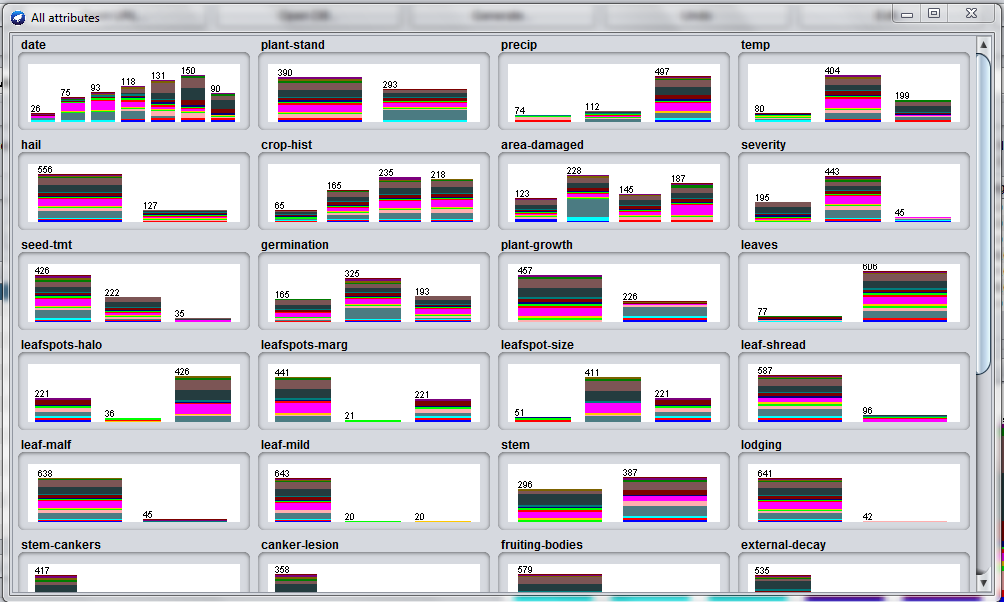 All attributes
date
plant-stand
precip
temp
26 75 93 118 131 150 90
390 293
74 112 497
80 404 199
hail
crop-hist
area-damaged
severity
556 127
65 165 235 218
123 228 145 187
195 443 45
seed-tmt
germination
plant-growth
leaves
426 222 35
165 325 193
457 226
77 606
leafspots-halo
leafspots-marg
leafspot-size
leaf-shread
221 36 426
441 21 221
51 411 221
587 96
leaf-malf
leaf-mild
stem
lodging
638 45
643 20 20
296 387
641 42
stem-cankers
canker-lesion
fruiting-bodies
external-decay
417
358
579
535